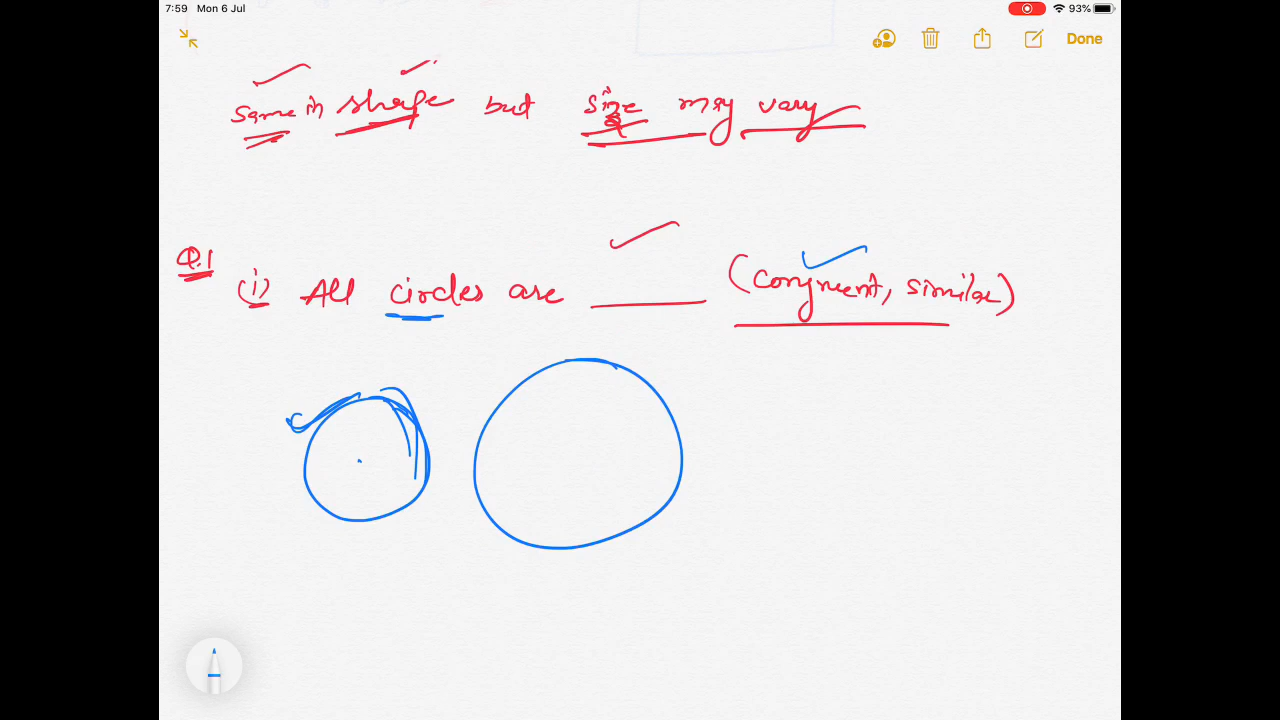 7:59 Mon 6 Jul 93%
Done
same in shape but size may vary
Q.1
(i) All circles are ______ (congruent, similar)